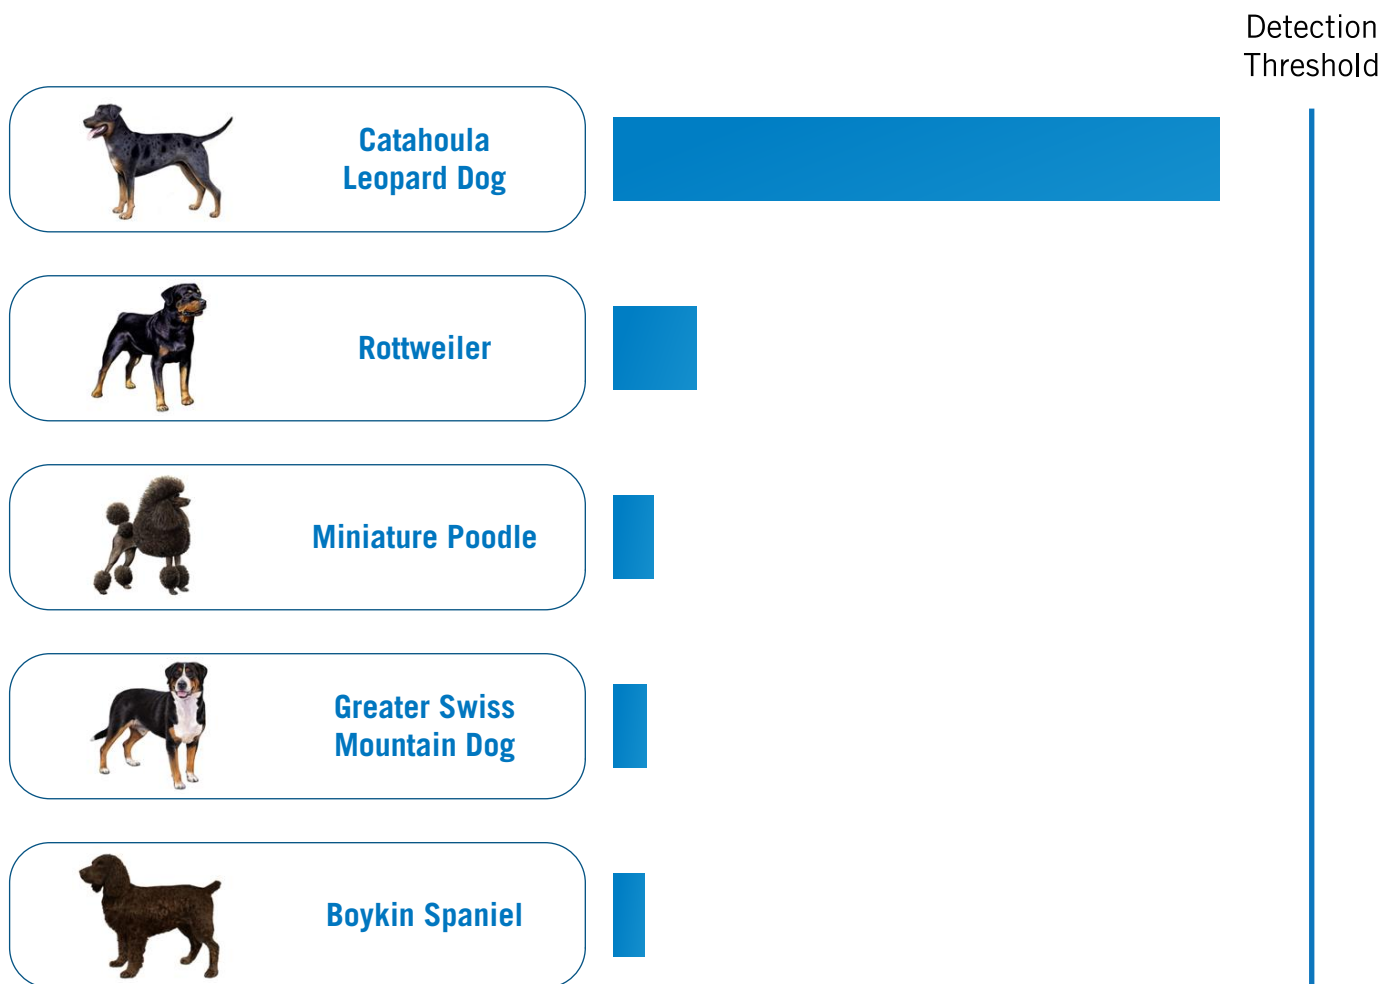 Detection
Threshold
Catahoula
Leopard Dog
Rottweiler
Miniature Poodle
Greater Swiss
Mountain Dog
Boykin Spaniel